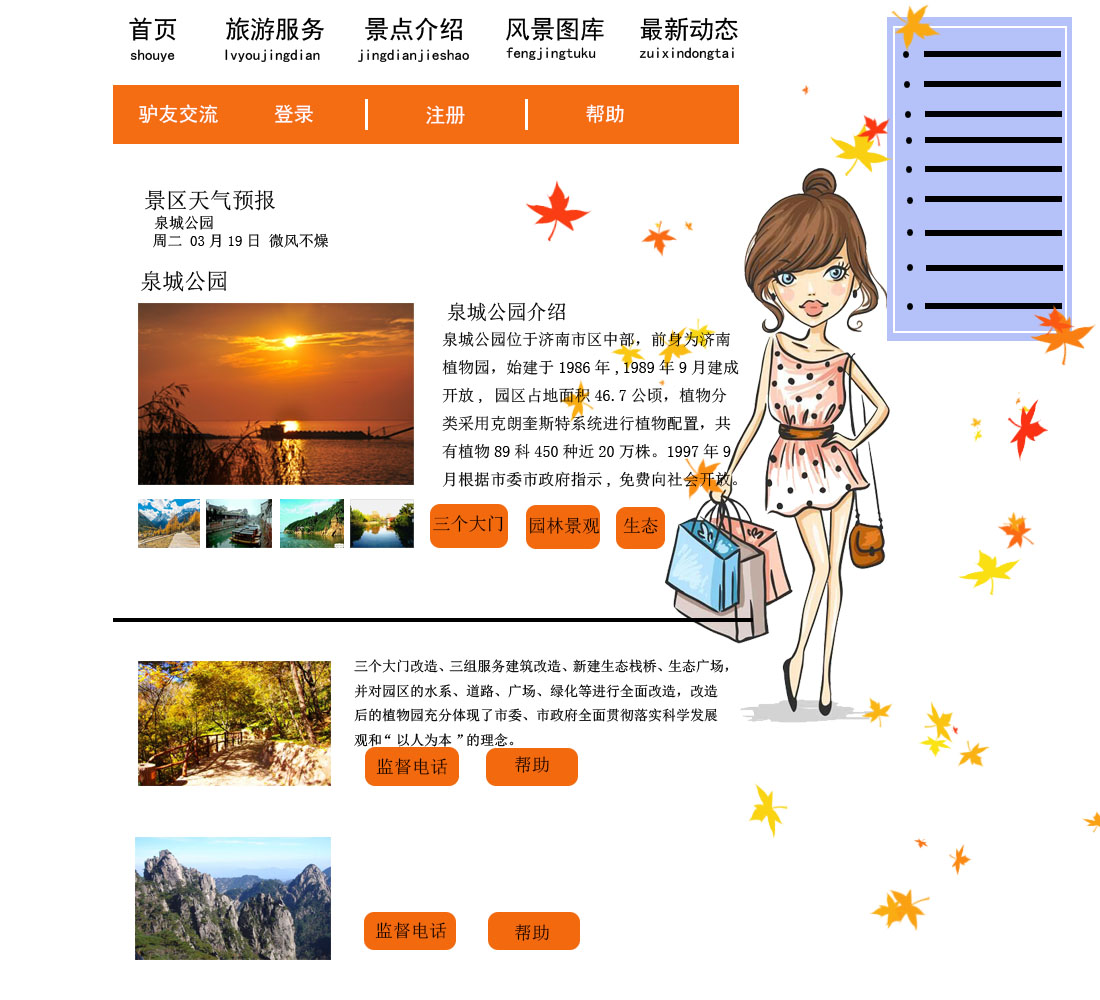 首页 旅游服务 景点介绍 风景图库 最新动态
shouye lvyoujingdian jingdianjieshao fengjingtuku zuixindongtai
驴友交流 登录 注册 帮助
景区天气预报
泉城公园
周二 03 月 19 日 微风不燥
泉城公园
泉城公园介绍
泉城公园位于济南市区中部，前身为济南
植物园，始建于 1986 年 , 1989 年 9 月建成
开放 , 园区占地面积 46.7 公顷，植物分
类采用克朗奎斯特系统进行植物配置，共
有植物 89 科 450 种近 20 万株。1997 年 9
月根据市委市政府指示 , 免费向社会开放。
三个大门 园林景观 生态
三个大门改造、三组服务建筑改造、新建生态栈桥、生态广场，
并对园区的水系、道路、广场、绿化等进行全面改造，改造
后的植物园充分体现了市委、市政府全面贯彻落实科学发展
观和“ 以人为本 ”的理念。
监督电话 帮助
监督电话 帮助